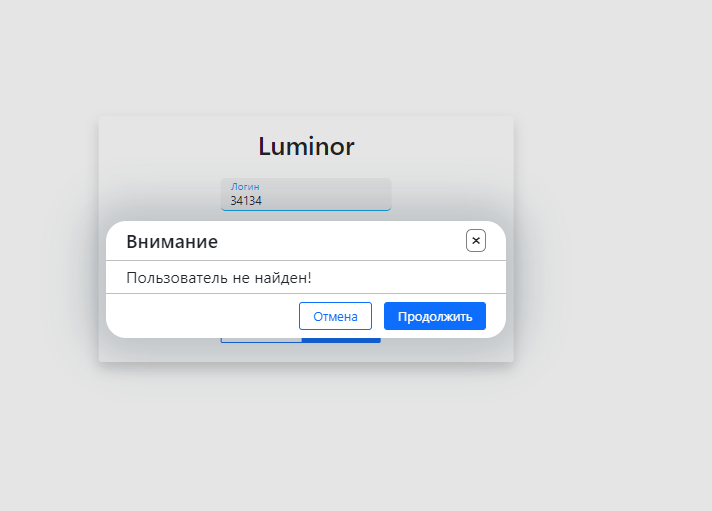 Luminor
Логин
34134
Внимание
×
Пользователь не найден!
Отмена
Продолжить